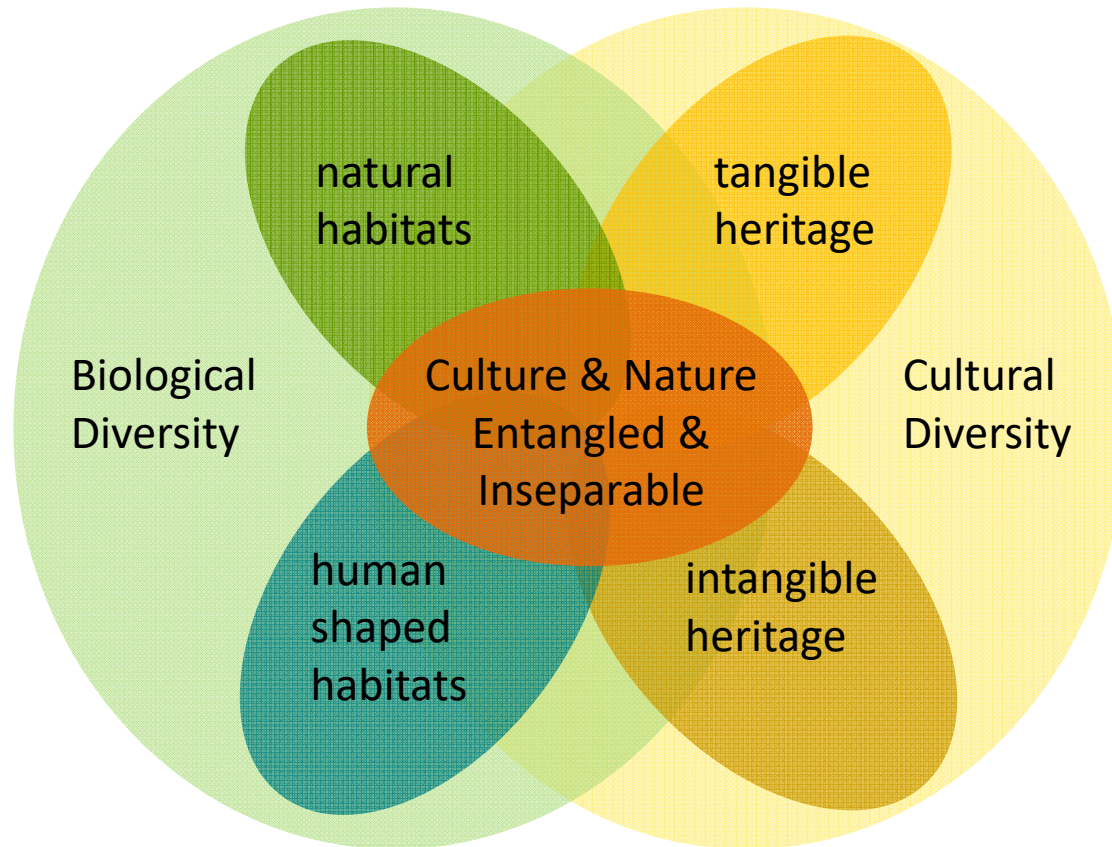 natural
habitats
tangible
heritage
Biological
Diversity
Culture & Nature
Entangled &
Inseparable
Cultural
Diversity
human
shaped
habitats
intangible
heritage